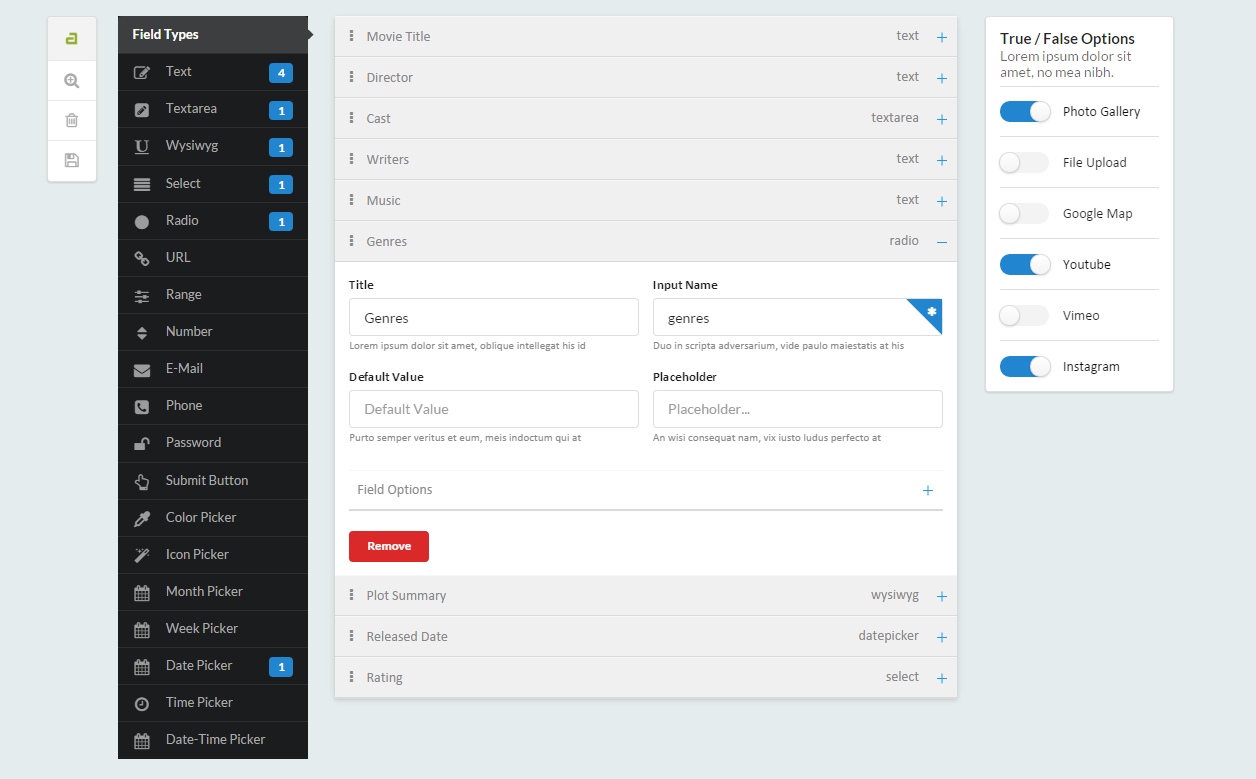 a
Field Types
Text 4
Textarea 1
Wysiwyg 1
Select 1
Radio 1
URL
Range
Number
E-Mail
Phone
Password
Submit Button
Color Picker
Icon Picker
Month Picker
Week Picker
Date Picker 1
Time Picker
Date-Time Picker
Movie Title text +
Director text +
Cast textarea +
Writers text +
Music text +
Genres radio –
Title Input Name
Genres genres *
Lorem ipsum dolor sit amet, oblique intellegat his id Duo in scripta adversarium, vide paulo maiestatis at his
Default Value Placeholder
Default Value Placeholder...
Purto semper veritus et eum, meis indoctum qui at An wisi consequat nam, vix iusto ludus perfecto at
Field Options +
Remove
Plot Summary wysiwyg +
Released Date datepicker +
Rating select +
True / False Options
Lorem ipsum dolor sit
amet, no mea nibh.
Photo Gallery
File Upload
Google Map
Youtube
Vimeo
Instagram